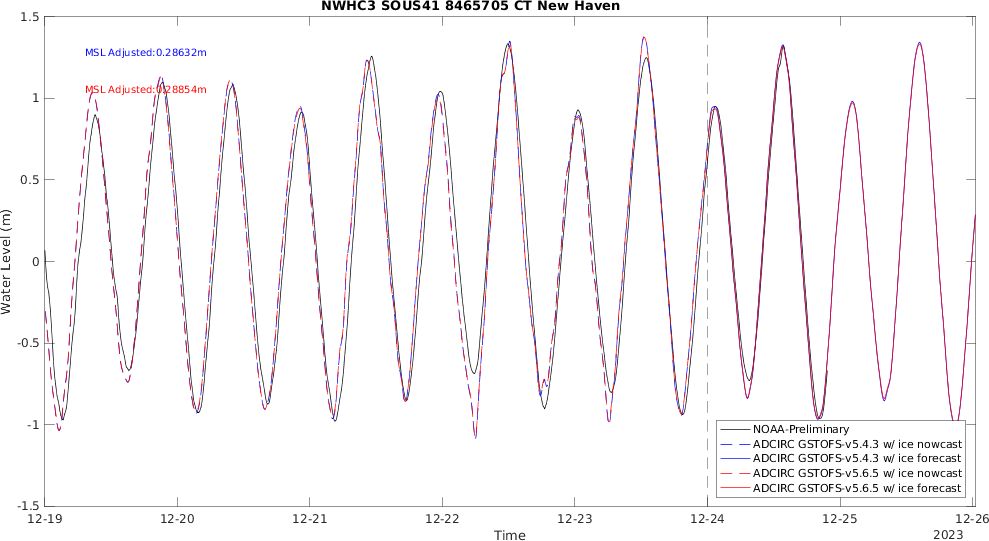 NWHC3 SOUS41 8465705 CT New Haven
1.5
MSL Adjusted:0.28632m
MSL Adjusted:0.28854m
1
0.5
0
-0.5
-1
-1.5
Water Level (m)
NOAA-Preliminary
ADCIRC GSTOFS-v5.4.3 w/ ice nowcast
ADCIRC GSTOFS-v5.4.3 w/ ice forecast
ADCIRC GSTOFS-v5.6.5 w/ ice nowcast
ADCIRC GSTOFS-v5.6.5 w/ ice forecast
12-19 12-20 12-21 12-22 12-23 12-24 12-25 12-26
Time
2023